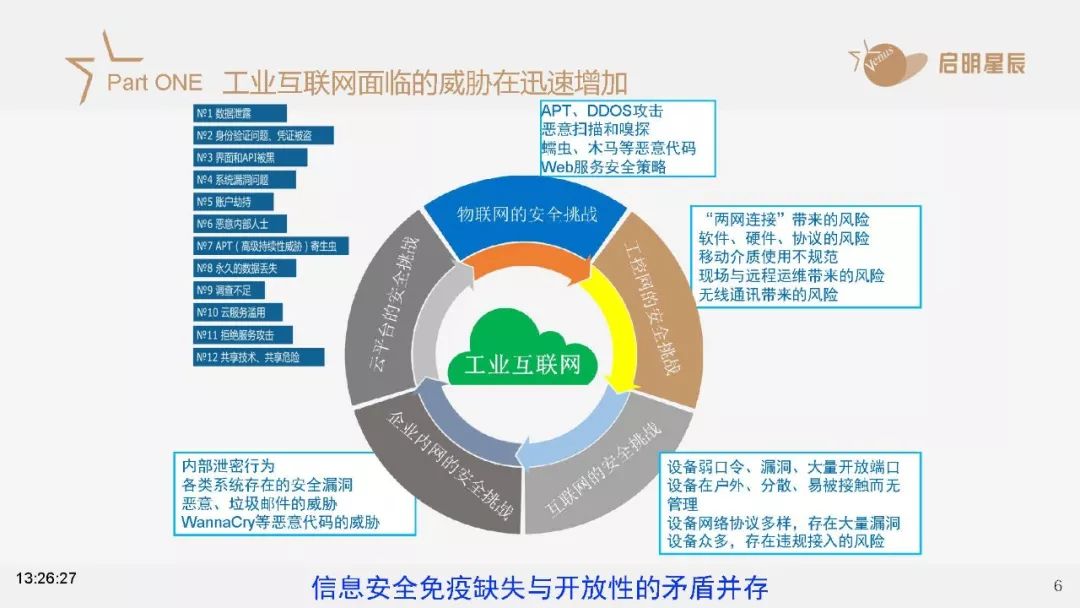 Part ONE 工业互联网面临的威胁在迅速增加
Venus
启明星辰
№1 数据泄露
№2 身份验证问题、凭证被盗
№3 界面和API被黑
№4 系统漏洞问题
№5 账户劫持
№6 恶意内部人士
№7 APT（高级持续性威胁）寄生虫
№8 永久的数据丢失
№9 调查不足
№10 云服务滥用
№11 拒绝服务攻击
№12 共享技术、共享危险
APT、DDOS攻击
恶意扫描和嗅探
蠕虫、木马等恶意代码
Web服务安全策略
物联网的安全挑战
工控网的安全挑战
互联网的安全挑战
企业内网的安全挑战
云平台的安全挑战
工业互联网
“两网连接”带来的风险
软件、硬件、协议的风险
移动介质使用不规范
现场与远程运维带来的风险
无线通讯带来的风险
内部泄密行为
各类系统存在的安全漏洞
恶意、垃圾邮件的威胁
WannaCry等恶意代码的威胁
设备弱口令、漏洞、大量开放端口
设备在户外、分散、易被接触而无
管理
设备网络协议多样，存在大量漏洞
设备众多，存在违规接入的风险
13:26:27
信息安全免疫缺失与开放性的矛盾并存
6